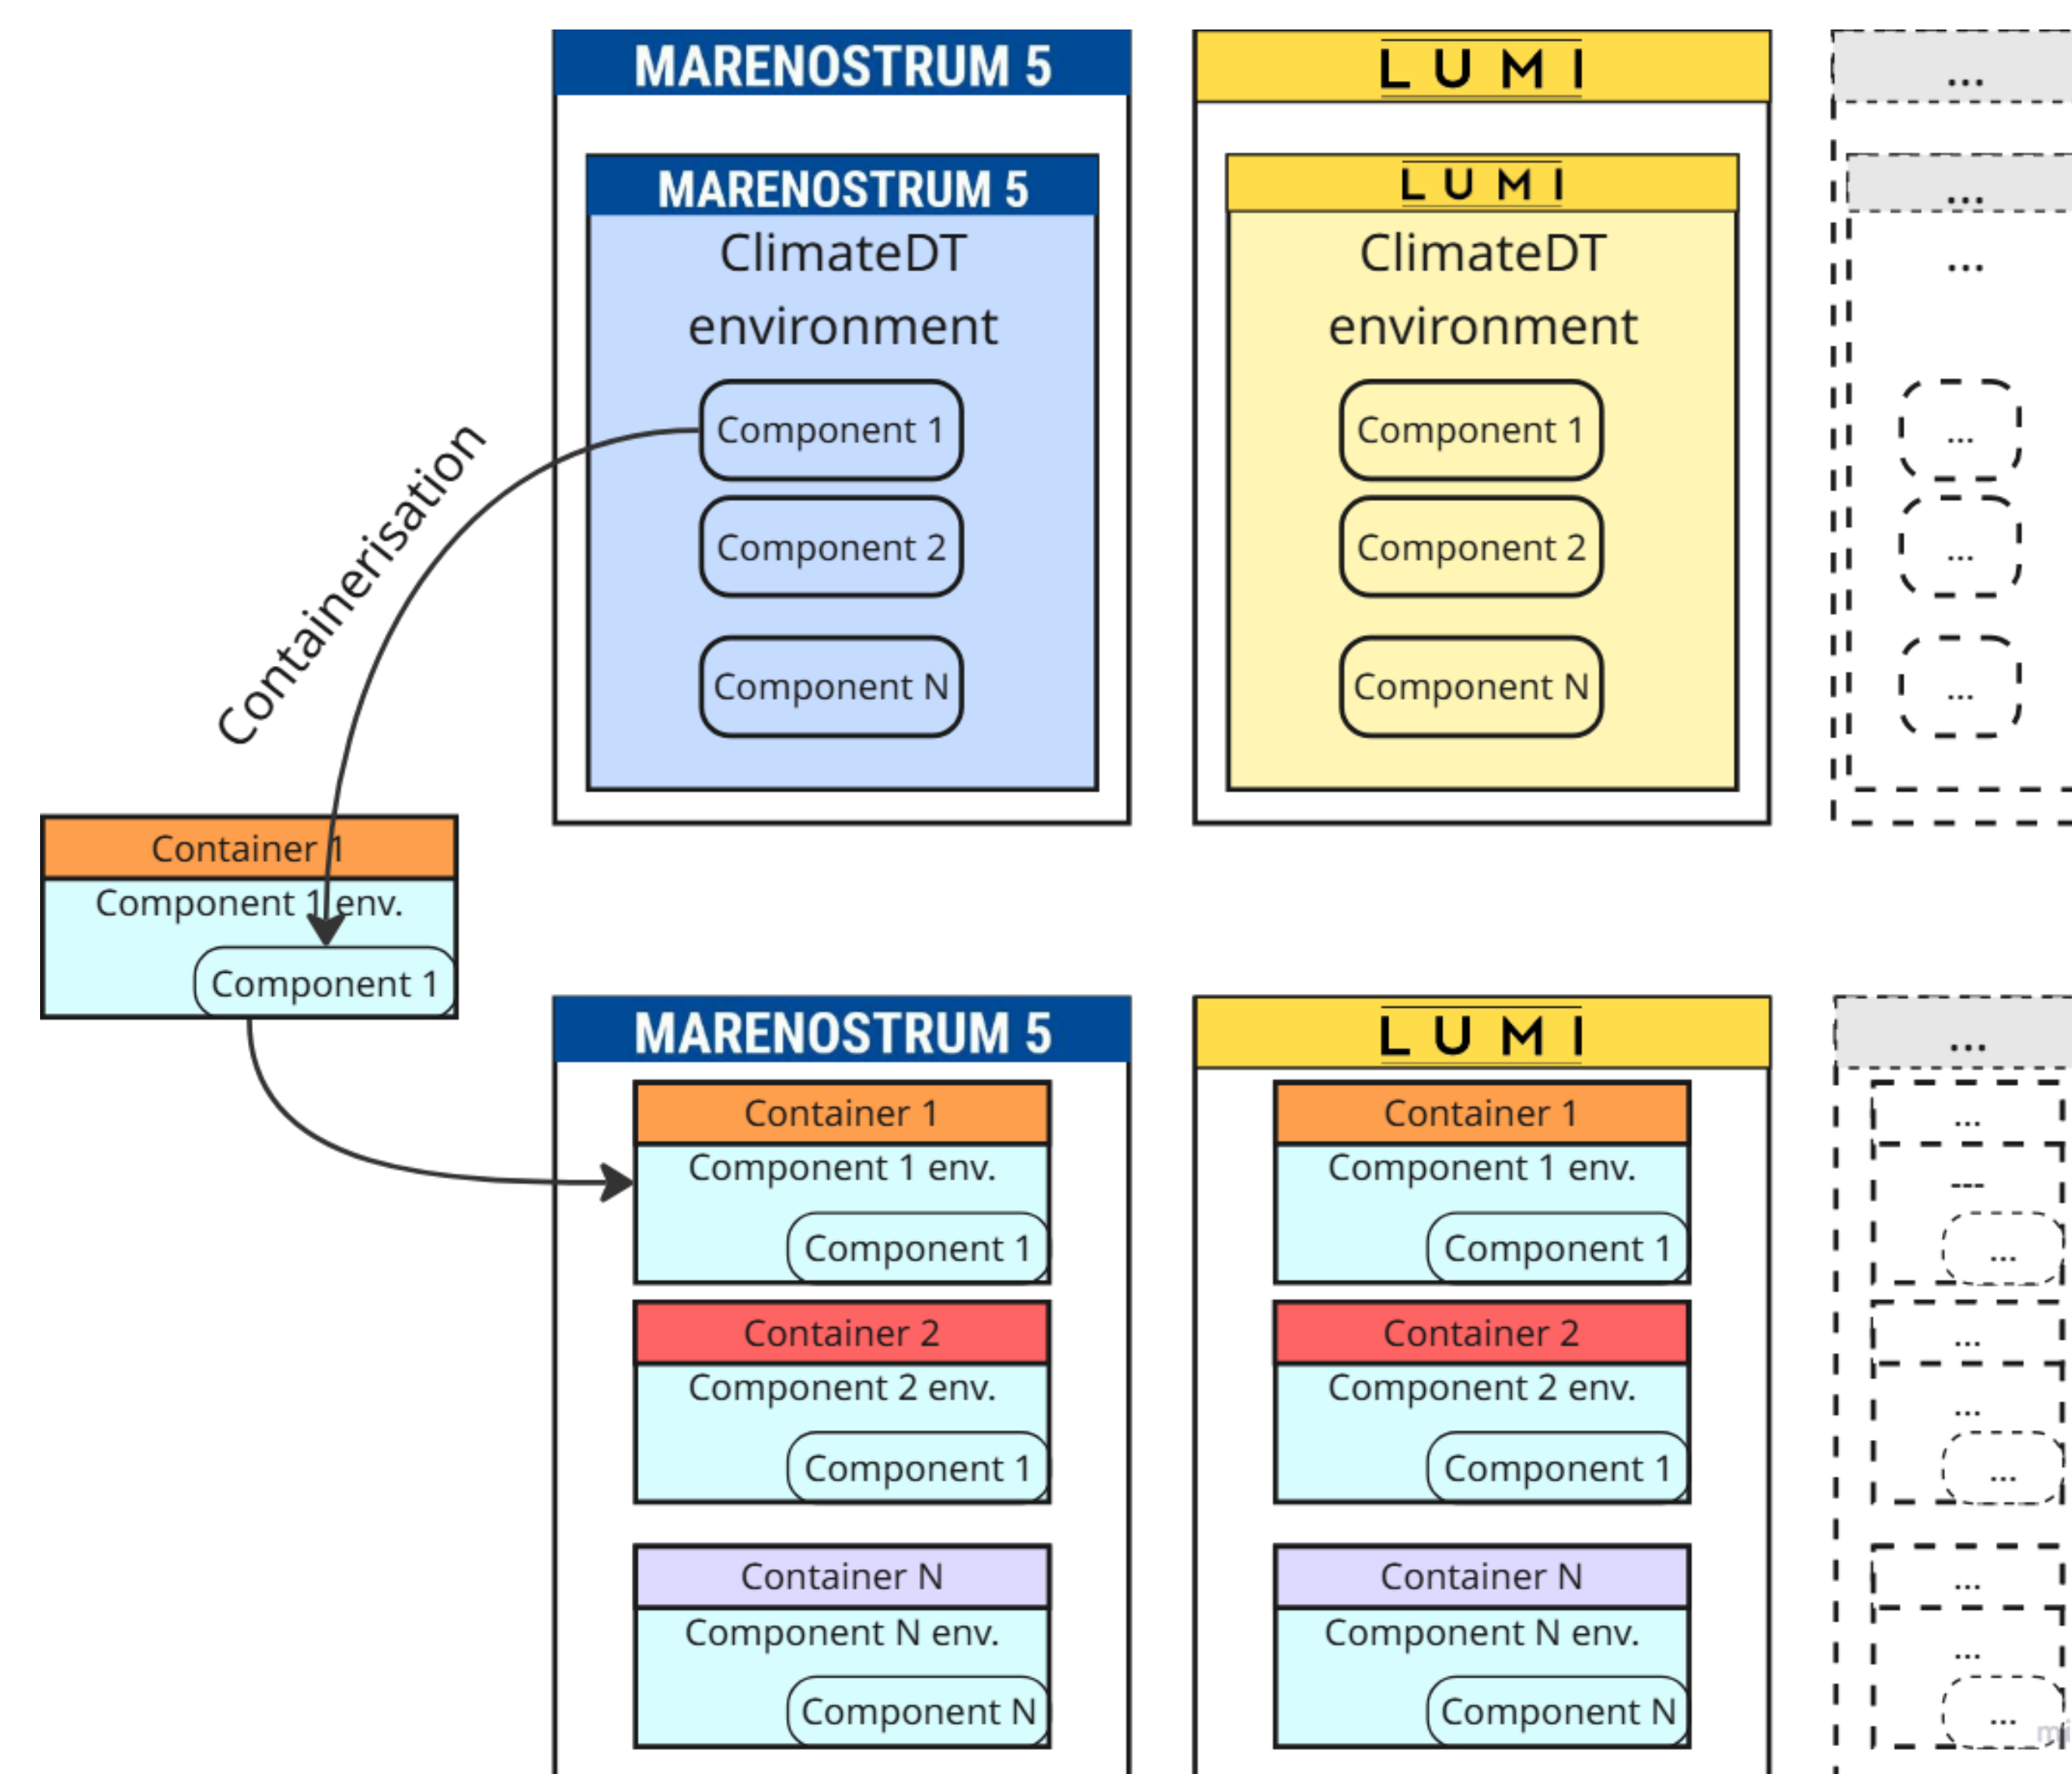 MARENOSTRUM 5
LUMI
...
MARENOSTRUM 5
LUMI
...
ClimateDT
environment
ClimateDT
environment
...
Component 1
Component 1
...
Component 2
Component 2
...
Component N
Component N
...
Containerisation
Container 1
Component 1 env.
Component 1
MARENOSTRUM 5
LUMI
...
Container 1
Container 1
...
Component 1 env.
Component 1 env.
---
Component 1
Component 1
...
Container 2
Container 2
...
Component 2 env.
Component 2 env.
...
Component 1
Component 1
...
Container N
Container N
...
Component N env.
Component N env.
...
Component N
Component N
...